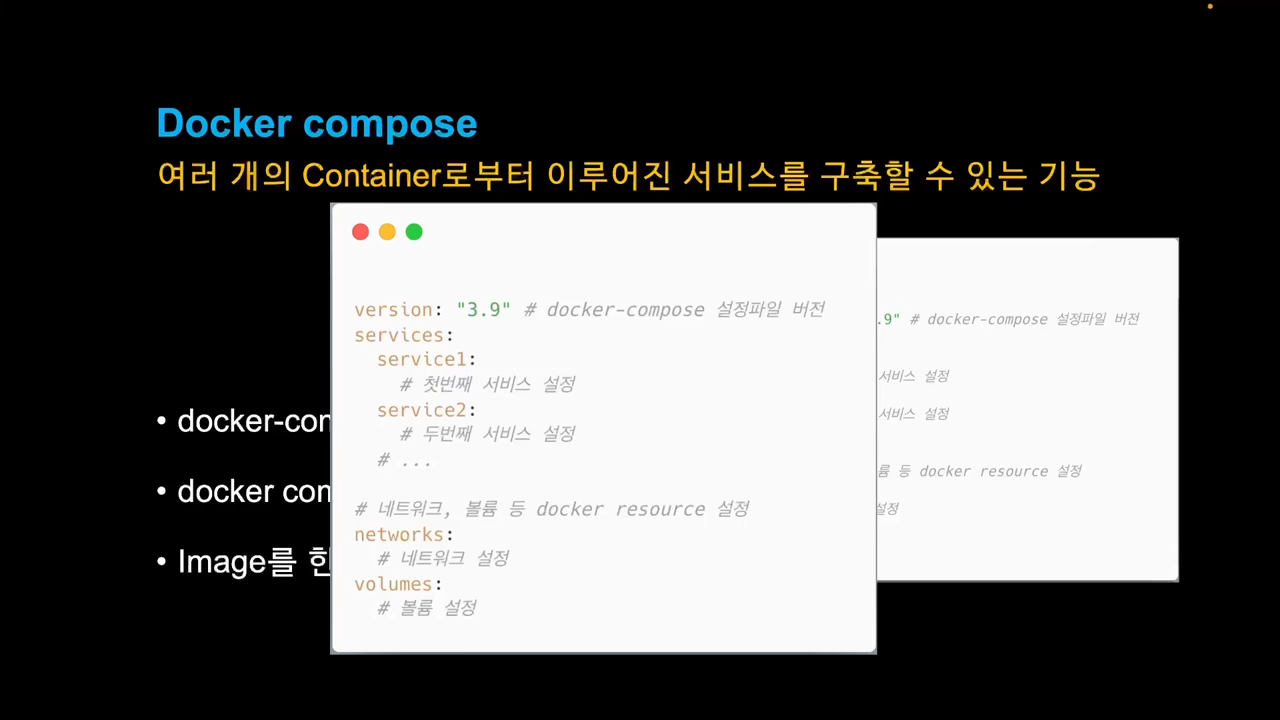 Docker compose
여러 개의 Container로부터 이루어진 서비스를 구축할 수 있는 기능
version: "3.9" # docker-compose 설정파일 버전
services:
service1:
# 첫번째 서비스 설정
service2:
# 두번째 서비스 설정
# ...
# 네트워크, 볼륨 등 docker resource 설정
networks:
# 네트워크 설정
volumes:
# 볼륨 설정
.9" # docker-compose 설정파일 버전
서비스 설정
서비스 설정
등 docker resource 설정
설정
• docker-con
• docker con
• Image를